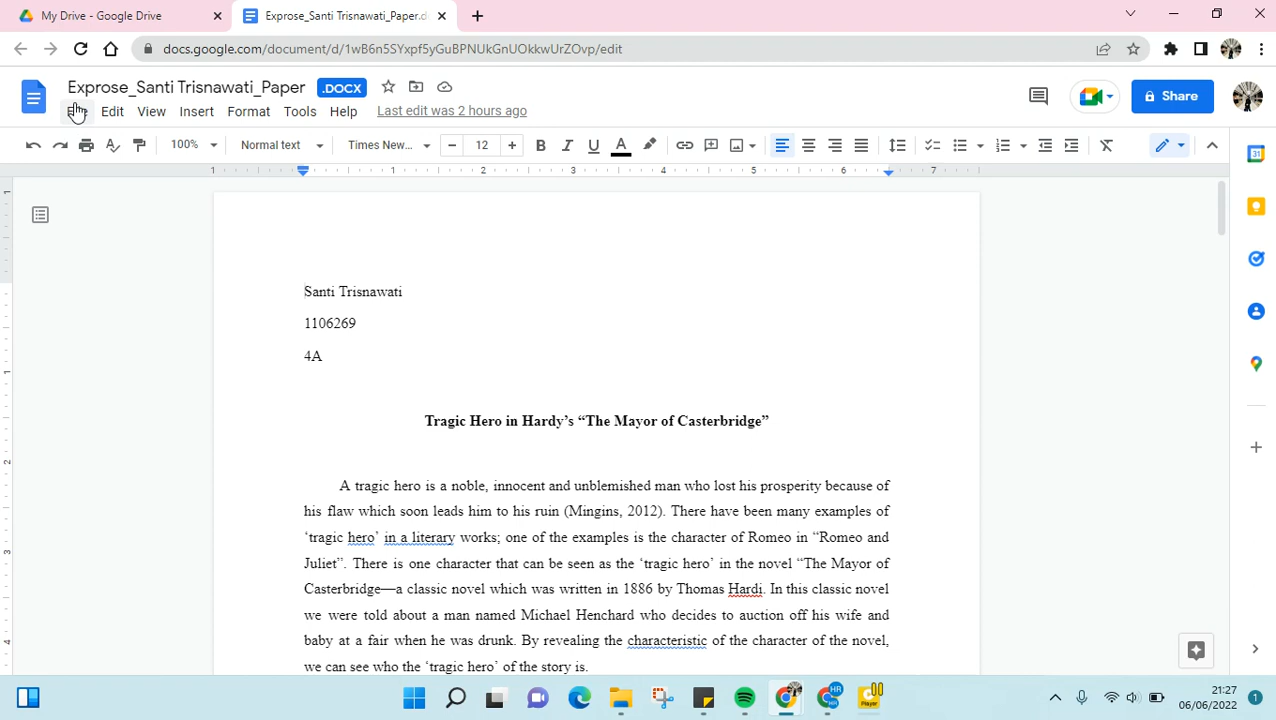 My Drive - Google Drive
Expose_Santi Trisnawati_Paper.d
docs.google.com/document/d/1wB6n5SYxpf5yGuBPNUkGnUOkkwUrZOvp/edit
Exprose_Santi Trisnawati_Paper .DOCX
Edit View Insert Format Tools Help Last edit was 2 hours ago
Share
100% Normal text Times New... 12
1 1 2 3 4 5 6 7
Santi Trisnawati
1106269
4A
Tragic Hero in Hardy’s “The Mayor of Casterbridge”
A tragic hero is a noble, innocent and unblemished man who lost his prosperity because of
his flaw which soon leads him to his ruin (Mingins, 2012). There have been many examples of
‘tragic hero’ in a literary works; one of the examples is the character of Romeo in “Romeo and
Juliet”. There is one character that can be seen as the ‘tragic hero’ in the novel “The Mayor of
Casterbridge—a classic novel which was written in 1886 by Thomas Hardi. In this classic novel
we were told about a man named Michael Henchard who decides to auction off his wife and
baby at a fair when he was drunk. By revealing the characteristic of the character of the novel,
we can see who the ‘tragic hero’ of the story is.
21:27
06/06/2022